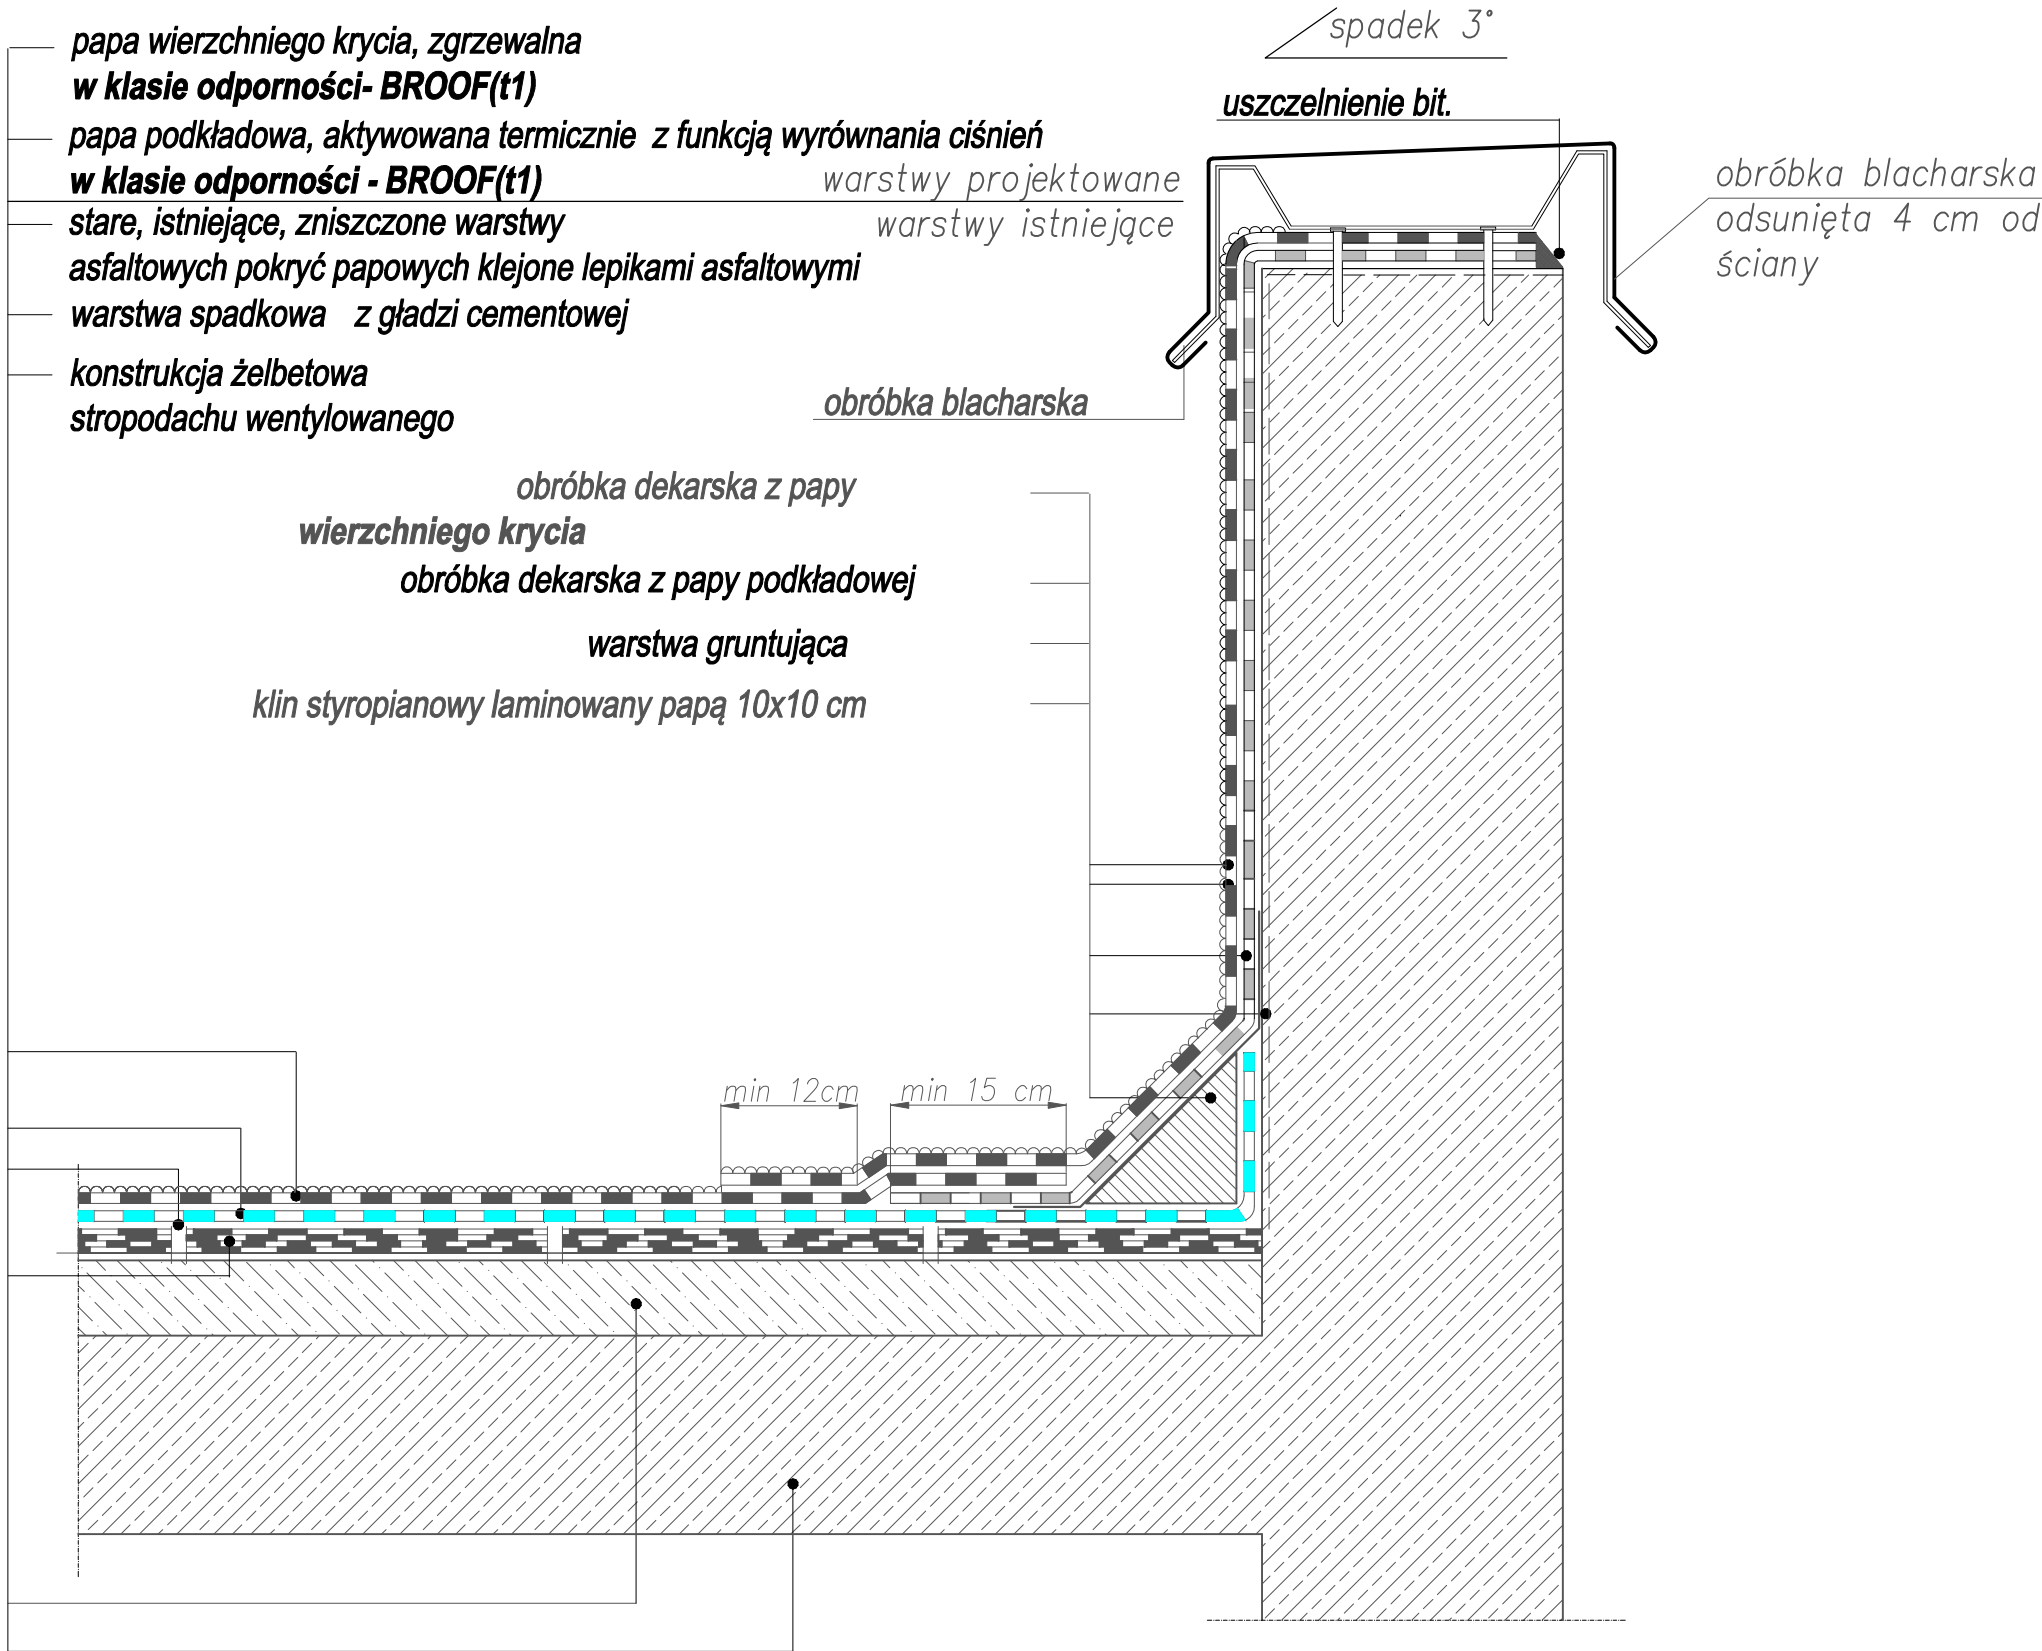 spadek 3°
papa wierzchniego krycia, zgrzewalna
w klasie odporności- BROOF(t1)
uszczelnienie bit.
papa podkładowa, aktywowana termicznie z funkcją wyrównania ciśnień
w klasie odporności - BROOF(t1)
warstwy projektowane
warstwy istniejące
obróbka blacharska
odsunięta 4 cm od
ściany
stare, istniejące, zniszczone warstwy
asfaltowych pokryć papowych klejone lepikami asfaltowymi
warstwa spadkowa z gładzi cementowej
konstrukcja żelbetowa
stropodachu wentylowanego
obróbka blacharska
obróbka dekarska z papy
wierzchniego krycia
obróbka dekarska z papy podkładowej
warstwa gruntująca
klin styropianowy laminowany papą 10x10 cm
min 12cm
min 15 cm